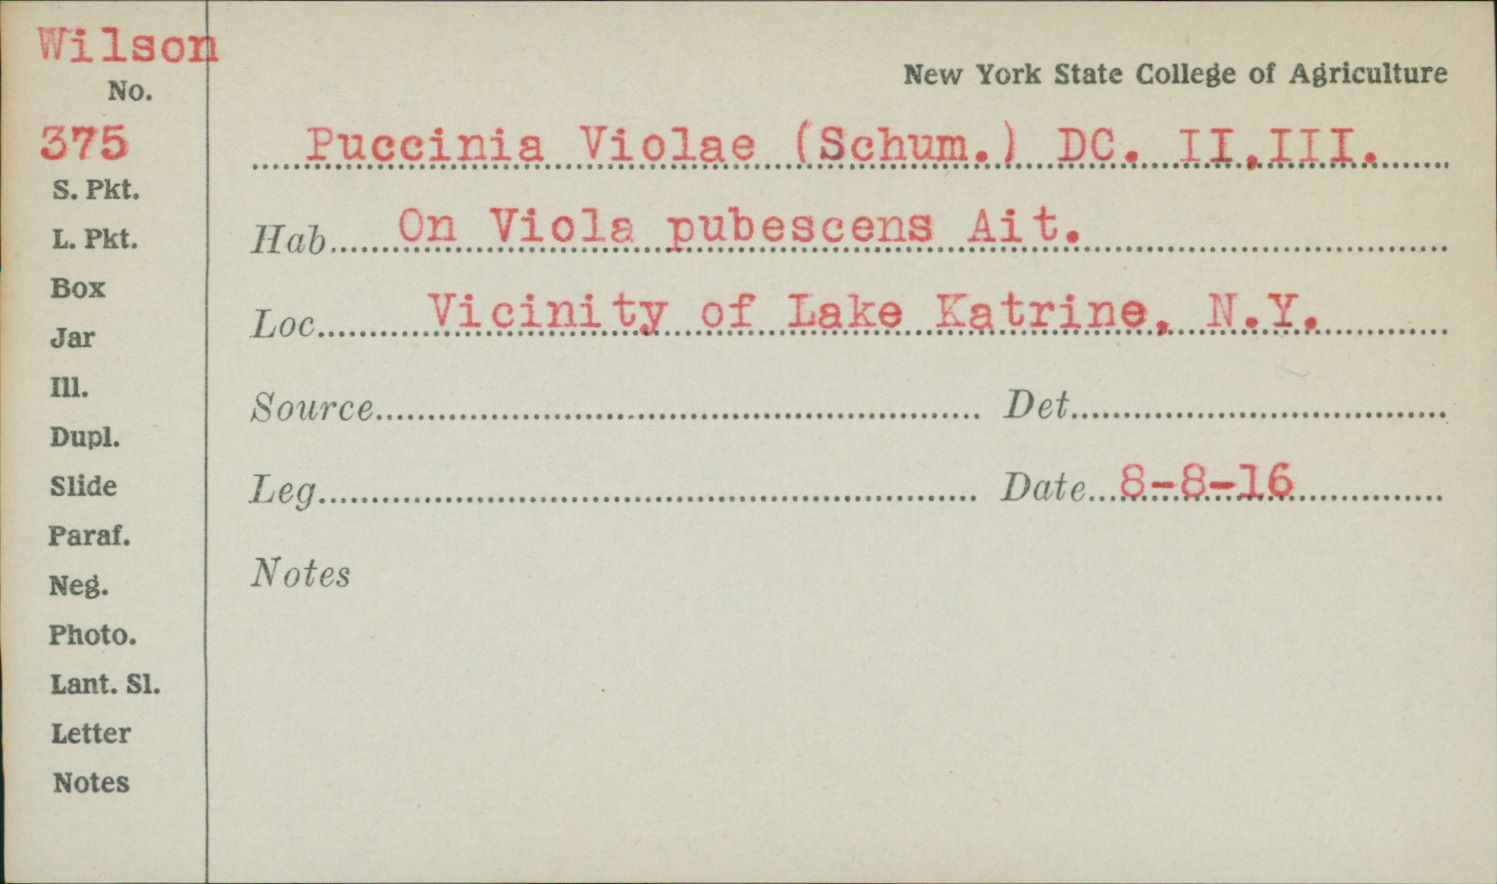 Wilson
No.
375
S. Pkt.
L. Pkt.
Box
Jar
Ill.
Dupl.
Slide
Paraf.
Neg.
Photo.
Lant. Sl.
Letter
Notes
New York State College of Agriculture
Puccinia Violae (Schum.) DC. II,III.
Hab. On Viola pubescens Ait.
Loc. Vicinity of Lake Katrine, N.Y.
Source Det.
Leg. Date 8-8-16
Notes